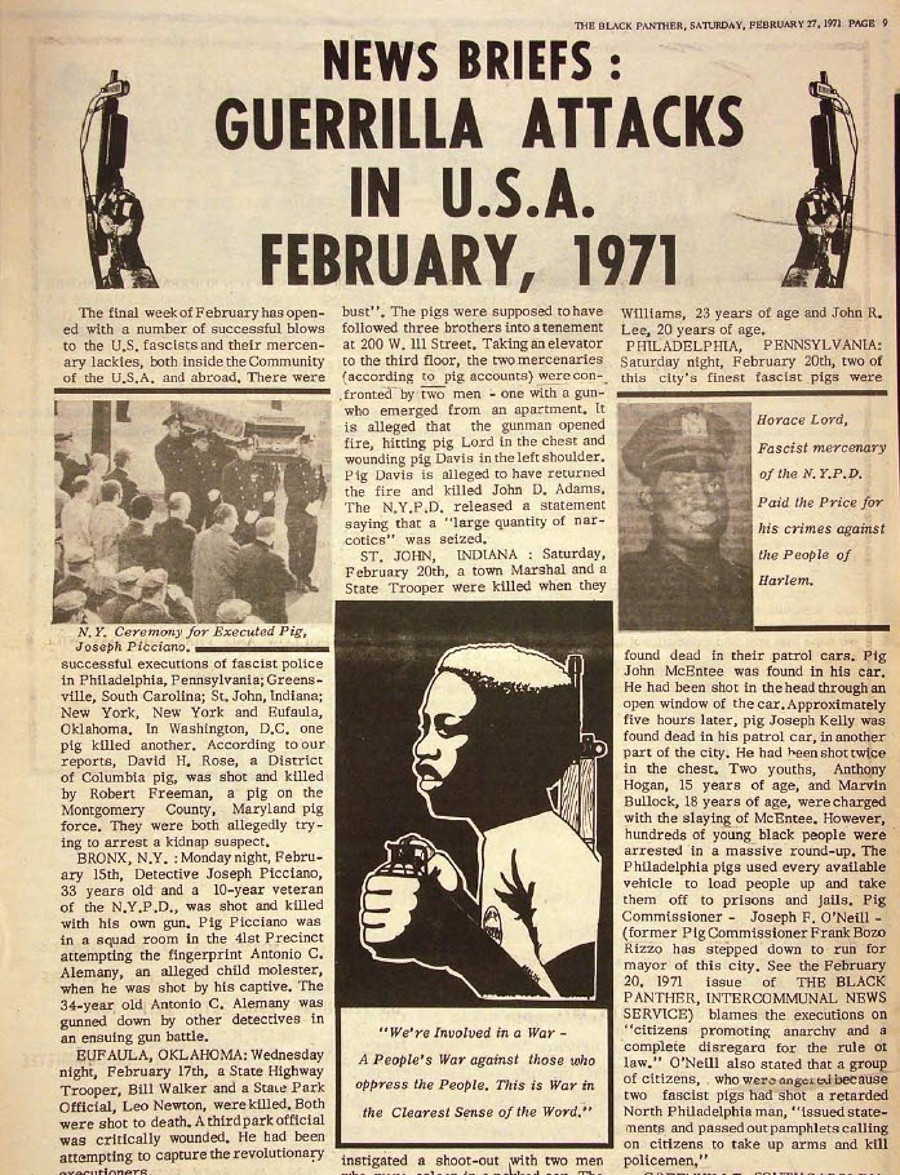 THE BLACK PANTHER, SATURDAY, FEBRUARY 27, 1971 PAGE 9
NEWS BRIEFS :
GUERRILLA ATTACKS
IN U.S.A.
FEBRUARY, 1971
The final week of February has open-
ed with a number of successful blows
to the U.S. fascists and their mercen-
ary lackies, both inside the Community
of the U.S.A. and abroad. There were
N.Y. Ceremony for Executed Pig,
Joseph Picciano.
successful executions of fascist police
in Philadelphia, Pennsylvania; Greens-
ville, South Carolina; St. John, Indiana;
New York, New York and Eufaula,
Oklahoma. In Washington, D.C. one
pig killed another. According to our
reports, David H. Rose, a District
of Columbia pig, was shot and killed
by Robert Freeman, a pig on the
Montgomery County, Maryland pig
force. They were both allegedly try-
ing to arrest a kidnap suspect.
BRONX, N.Y. : Monday night, Febru-
ary 15th, Detective Joseph Picciano,
33 years old and a 10-year veteran
of the N.Y.P.D., was shot and killed
with his own gun. Pig Picciano was
in a squad room in the 41st Precinct
attempting the fingerprint Antonio C.
Alemany, an alleged child molester,
when he was shot by his captive. The
34-year old Antonio C. Alemany was
gunned down by other detectives in
an ensuing gun battle.
EUFAULA, OKLAHOMA: Wednesday
night, February 17th, a State Highway
Trooper, Bill Walker and a State Park
Official, Leo Newton, were killed. Both
were shot to death. A third park official
was critically wounded. He had been
attempting to capture the revolutionary
executioners.
bust". The pigs were supposed to have
followed three brothers into a tenement
at 200 W. 111 Street. Taking an elevator
to the third floor, the two mercenaries
(according to pig accounts) were con-
fronted by two men - one with a gun-
who emerged from an apartment. It
is alleged that the gunman opened
fire, hitting pig Lord in the chest and
wounding pig Davis in the left shoulder.
Pig Davis is alleged to have returned
the fire and killed John D. Adams.
The N.Y.P.D. released a statement
saying that a "large quantity of nar-
cotics" was seized.
ST. JOHN, INDIANA : Saturday,
February 20th, a town Marshal and a
State Trooper were killed when they
"We're Involved in a War -
A People's War against those who
oppress the People. This is War in
the Clearest Sense of the Word."
instigated a shoot-out with two men
Williams, 23 years of age and John R.
Lee, 20 years of age.
PHILADELPHIA, PENNSYLVANIA:
Saturday night, February 20th, two of
this city's finest fascist pigs were
Horace Lord,
Fascist mercenary
of the N.Y.P.D.
Paid the Price for
his crimes against
the People of
Harlem.
found dead in their patrol cars. Pig
John McEntee was found in his car.
He had been shot in the head through an
open window of the car. Approximately
five hours later, pig Joseph Kelly was
found dead in his patrol car, in another
part of the city. He had been shot twice
in the chest. Two youths, Anthony
Hogan, 15 years of age, and Marvin
Bullock, 18 years of age, were charged
with the slaying of McEntee. However,
hundreds of young black people were
arrested in a massive round-up. The
Philadelphia pigs used every available
vehicle to load people up and take
them off to prisons and jails. Pig
Commissioner - Joseph F. O'Neill -
(former Pig Commissioner Frank Bozo
Rizzo has stepped down to run for
mayor of this city. See the February
20, 1971 issue of THE BLACK
PANTHER, INTERCOMMUNAL NEWS
SERVICE) blames the executions on
"citizens promoting anarchy and a
complete disregard for the rule of
law." O'Neill also stated that a group
of citizens, who were angered because
two fascist pigs had shot a retarded
North Philadelphia man, "issued state-
ments and passed out pamphlets calling
on citizens to take up arms and kill
policemen,"